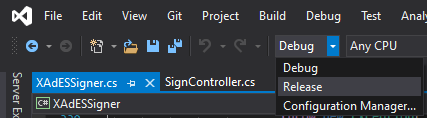 File Edit View Git Project Build Debug Test Analy
Debug Any CPU
Debug
Release
Configuration Manager...
XAdESSigner.cs SignController.cs
C# XAdESSigner
Server Ex